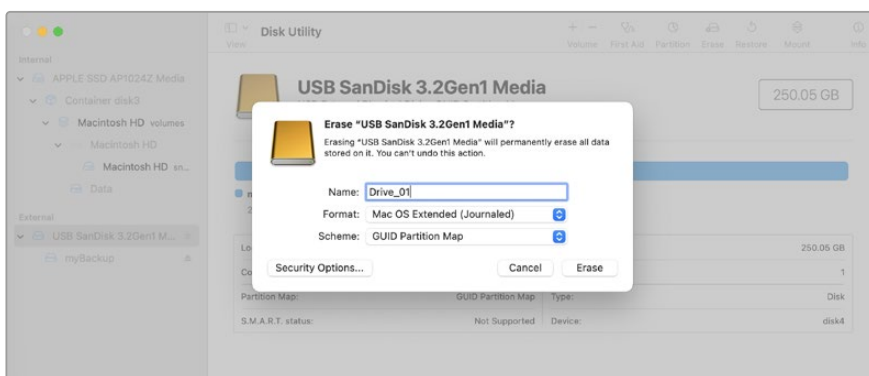 Disk Utility
View
Volume First Aid Partition Erase Restore Mount Info
Internal
APPLE SSD AP1024Z Media
Container disk3
Macintosh HD volumes
Macintosh HD
Macintosh HD sn...
Data
External
USB SanDisk 3.2Gen1 M...
myBackup
USB SanDisk 3.2Gen1 Media
250.05 GB
Erase “USB SanDisk 3.2Gen1 Media”?
Erasing “USB SanDisk 3.2Gen1 Media” will permanently erase all data
stored on it. You can’t undo this action.
Name: Drive_01
Format: Mac OS Extended (Journaled)
Scheme: GUID Partition Map
Security Options... Cancel Erase
250.05 GB
1
Partition Map: GUID Partition Map Type: Disk
S.M.A.R.T. status: Not Supported Device: disk4